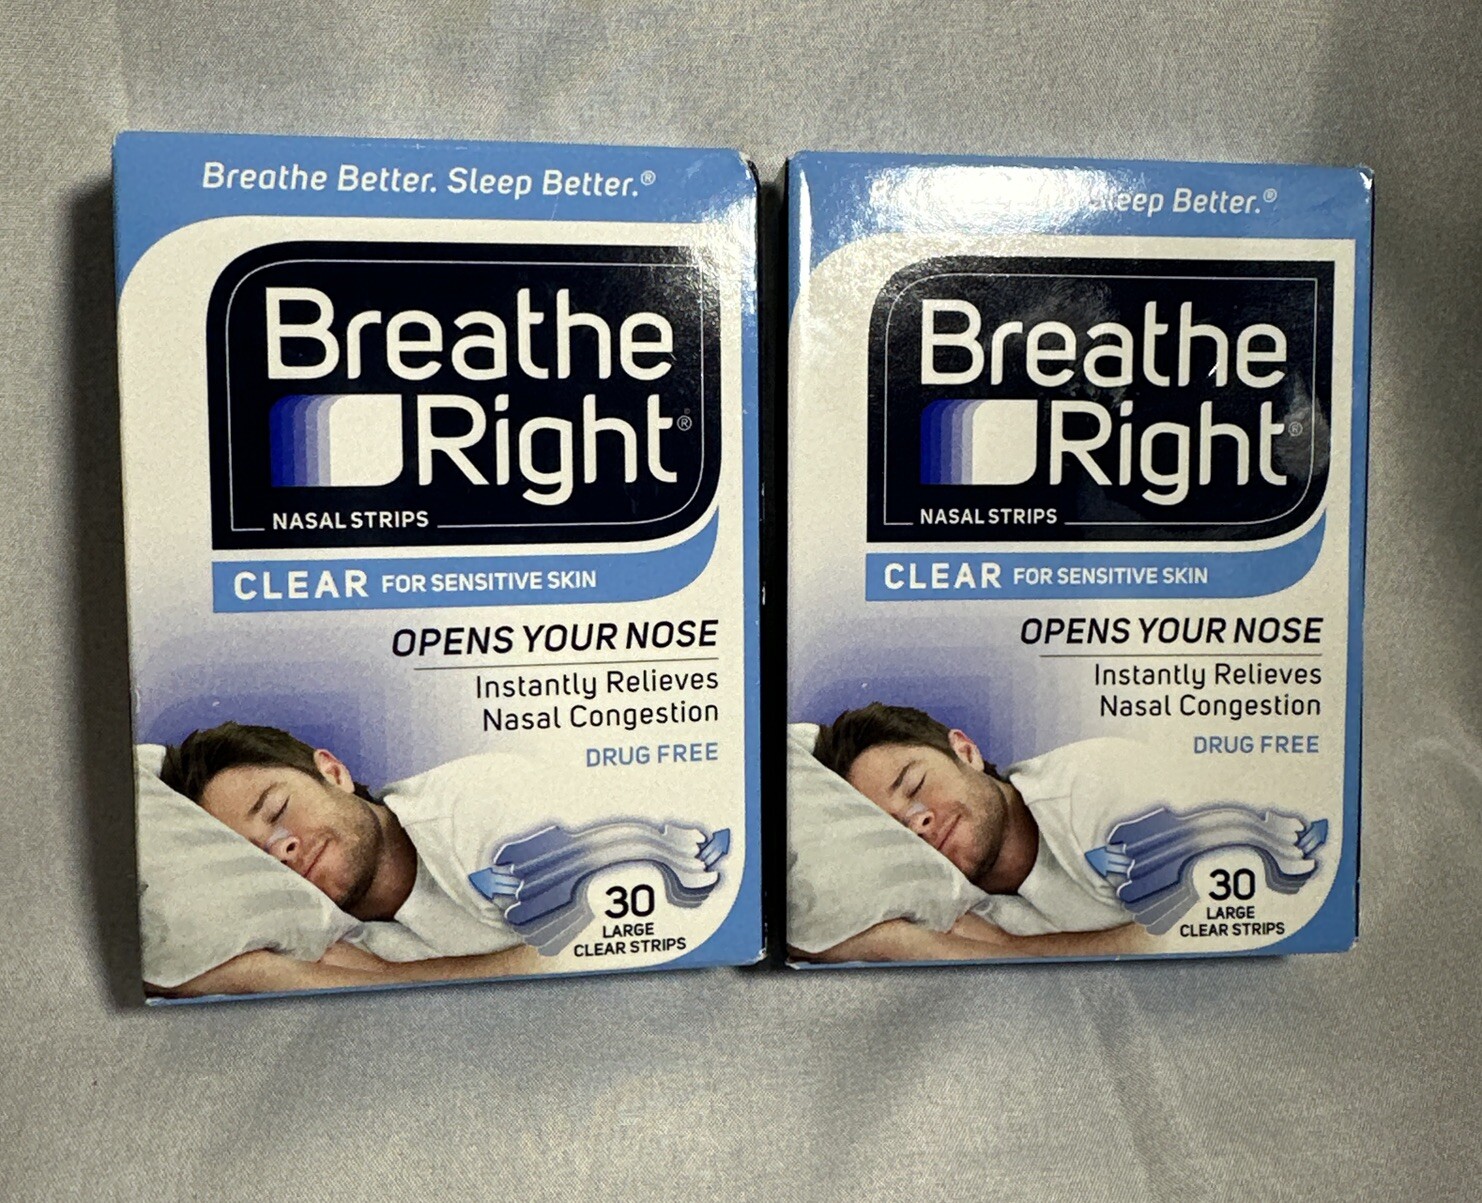 Breathe Better. Sleep Better.®
Breathe
Right®
NASAL STRIPS
CLEAR FOR SENSITIVE SKIN
OPENS YOUR NOSE
Instantly Relieves
Nasal Congestion
DRUG FREE
30
LARGE
CLEAR STRIPS
Better.®
Breathe
Right®
NASAL STRIPS
CLEAR FOR SENSITIVE SKIN
OPENS YOUR NOSE
Instantly Relieves
Nasal Congestion
DRUG FREE
30
LARGE
CLEAR STRIPS